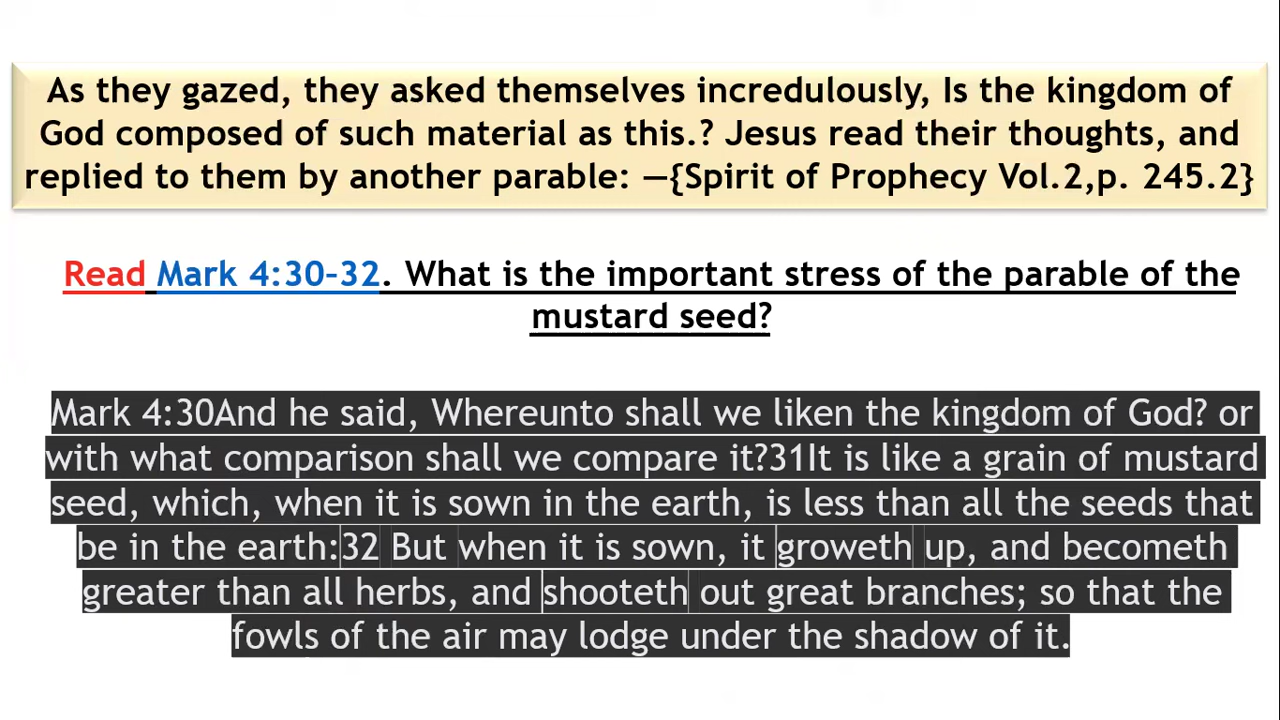 As they gazed, they asked themselves incredulously, Is the kingdom of
God composed of such material as this.? Jesus read their thoughts, and
replied to them by another parable: —{Spirit of Prophecy Vol.2,p. 245.2}
Read Mark 4:30-32. What is the important stress of the parable of the
mustard seed?
Mark 4:30And he said, Whereunto shall we liken the kingdom of God? or
with what comparison shall we compare it?31It is like a grain of mustard
seed, which, when it is sown in the earth, is less than all the seeds that
be in the earth:32 But when it is sown, it groweth up, and becometh
greater than all herbs, and shooteth out great branches; so that the
fowls of the air may lodge under the shadow of it.